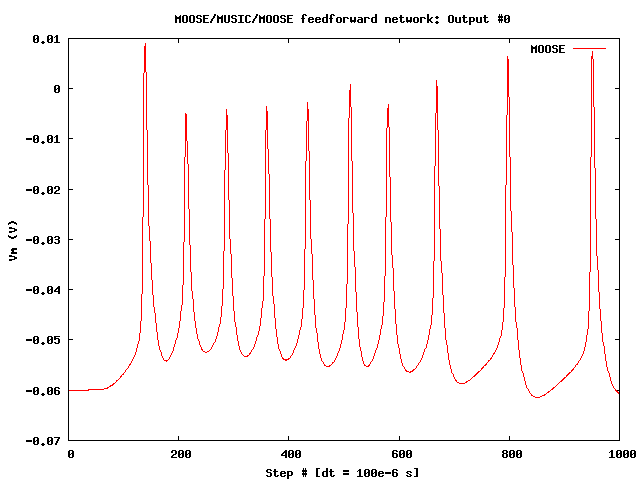 MOOSE/MUSIC/MOOSE feedforward network: Output #0
MOOSE
0.01
0
-0.01
-0.02
-0.03
-0.04
-0.05
-0.06
-0.07
Vm (V)
0 200 400 600 800 1000
Step # [dt = 100e-6 s]